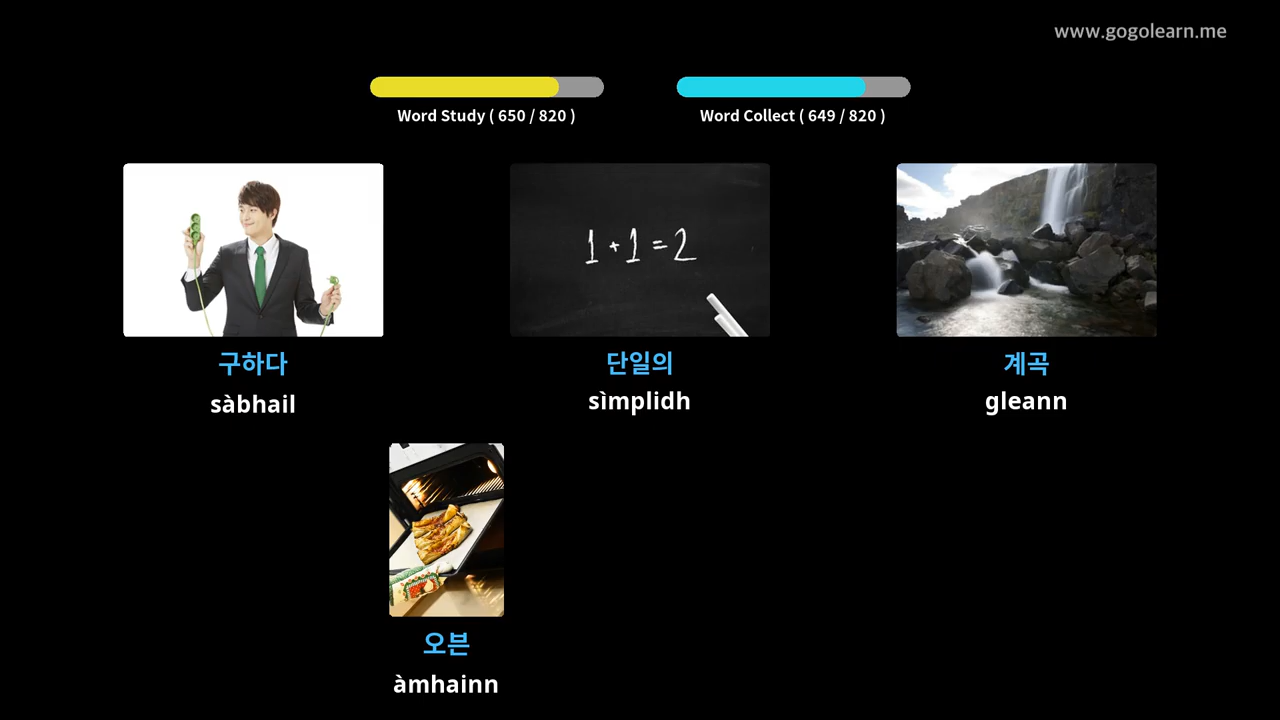 www.gogolearn.me
Word Study ( 650 / 820 )
Word Collect ( 649 / 820 )
1+1=2
구하다
단일의
계곡
sàbhail
sìmplidh
gleann
오븐
àmhainn